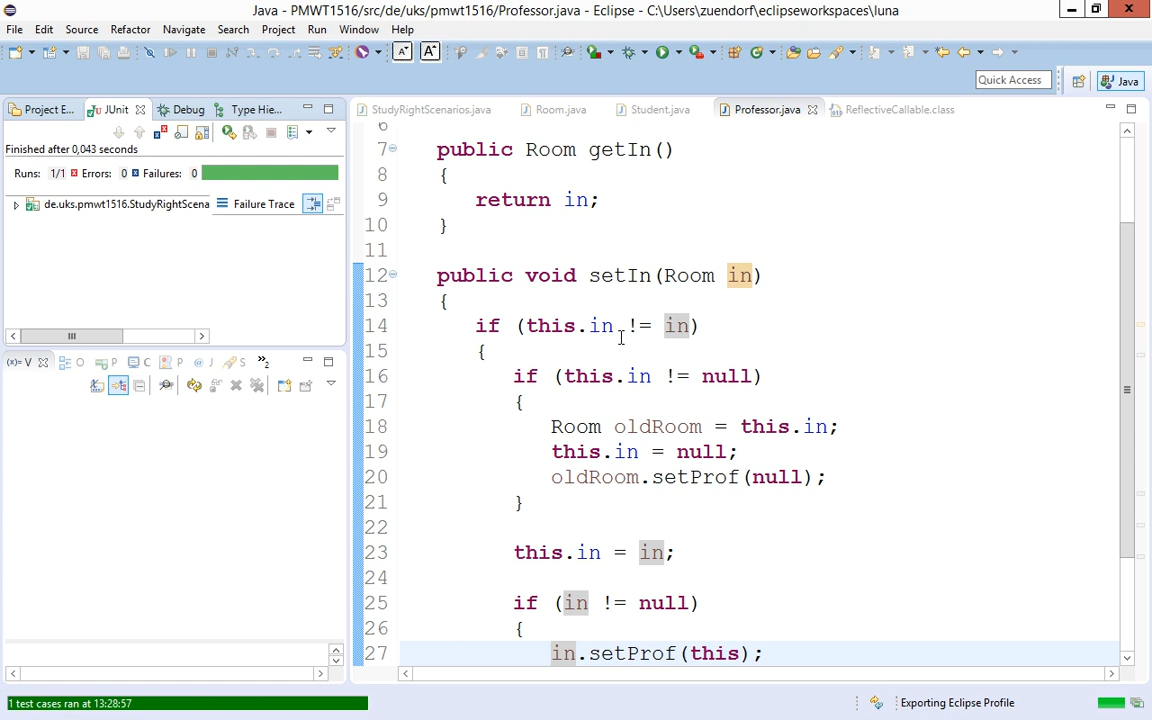 Java - PMWT1516/src/de/uks/pmwt1516/Professor.java - Eclipse - C:\Users\zuendorf\eclipseworkspaces\luna
File Edit Source Refactor Navigate Search Project Run Window Help
Quick Access
Java
Project E...
JUnit
Debug
Type Hie...
StudyRightScenarios.java
Room.java
Student.java
Professor.java
ReflectiveCallable.class
Finished after 0,043 seconds
Runs: 1/1 Errors: 0 Failures: 0
de.uks.pmwt1516.StudyRightScena
Failure Trace
(x)= V
O
P
C
P
@ J
S
»2
6
7 public Room getIn()
8 {
9 return in;
10 }
11
12 public void setIn(Room in)
13 {
14 if (this.in != in)
15 {
16 if (this.in != null)
17 {
18 Room oldRoom = this.in;
19 this.in = null;
20 oldRoom.setProf(null);
21 }
22
23 this.in = in;
24
25 if (in != null)
26 {
27 in.setProf(this);
1 test cases ran at 13:28:57
Exporting Eclipse Profile